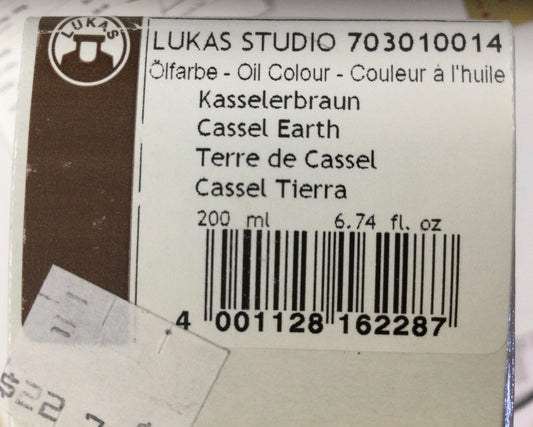 LUKAS
LUKAS STUDIO 703010014
Ölfarbe - Oil Colour - Couleur à l'huile
Kasselerbraun
Cassel Earth
Terre de Cassel
Cassel Tierra
200 ml 6.74 fl. oz
4 001128 162287
$22